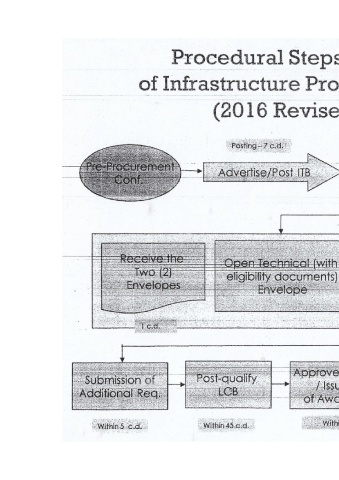 Procedural Steps
of Infrastructure Pro
(2016 Revise
Posting – 7 c.d.
Pre-Procurement
Conf.
Advertise/Post ITB
Receive the
Two (2)
Envelopes
Open Technical (with
eligibility documents)
Envelope
1 c.d.
Submission of
Additional Req.
Post-qualify
LCB
Approve
/ Issu
of Awa
Within 5 c.d.
Within 45 c.d.
Withi